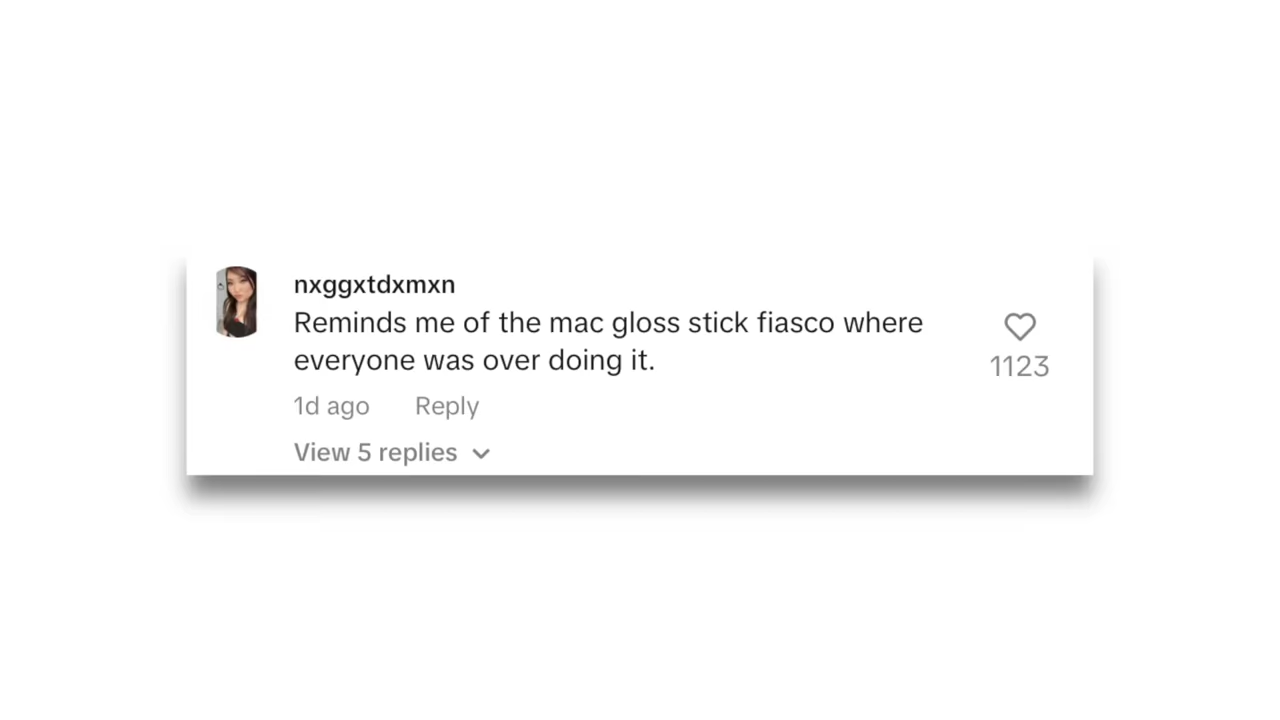 nxggxtdxmxn
Reminds me of the mac gloss stick fiasco where
everyone was over doing it.
1123
1d ago Reply
View 5 replies